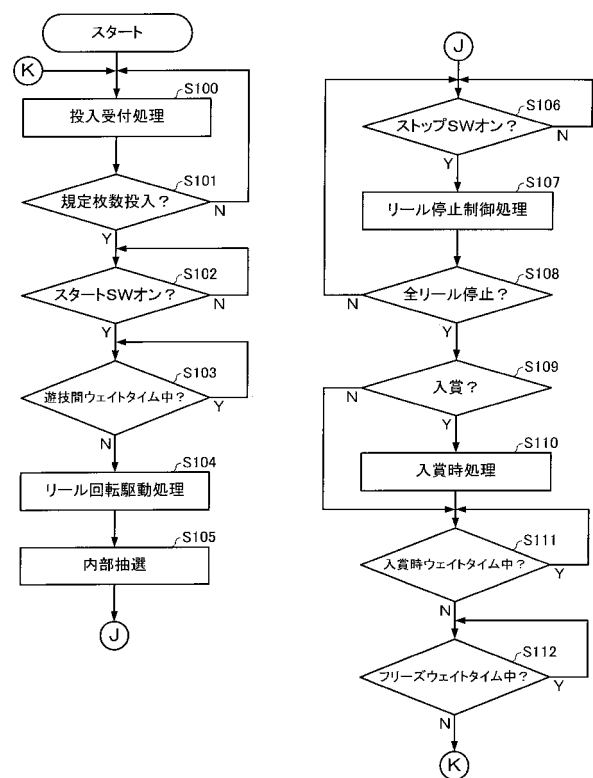 スタート
K
S100
投入受付処理
S101
規定枚数投入?
N
Y
S102
スタートSWオン?
N
Y
S103
遊技間ウェイトタイム中?
Y
N
S104
リール回転駆動処理
S105
内部抽選
J
J
S106
ストップSWオン?
N
Y
S107
リール停止制御処理
S108
全リール停止?
N
Y
S109
入賞?
N
Y
S110
入賞時処理
S111
入賞時ウェイトタイム中?
Y
N
S112
フリーズウェイトタイム中?
Y
N
K